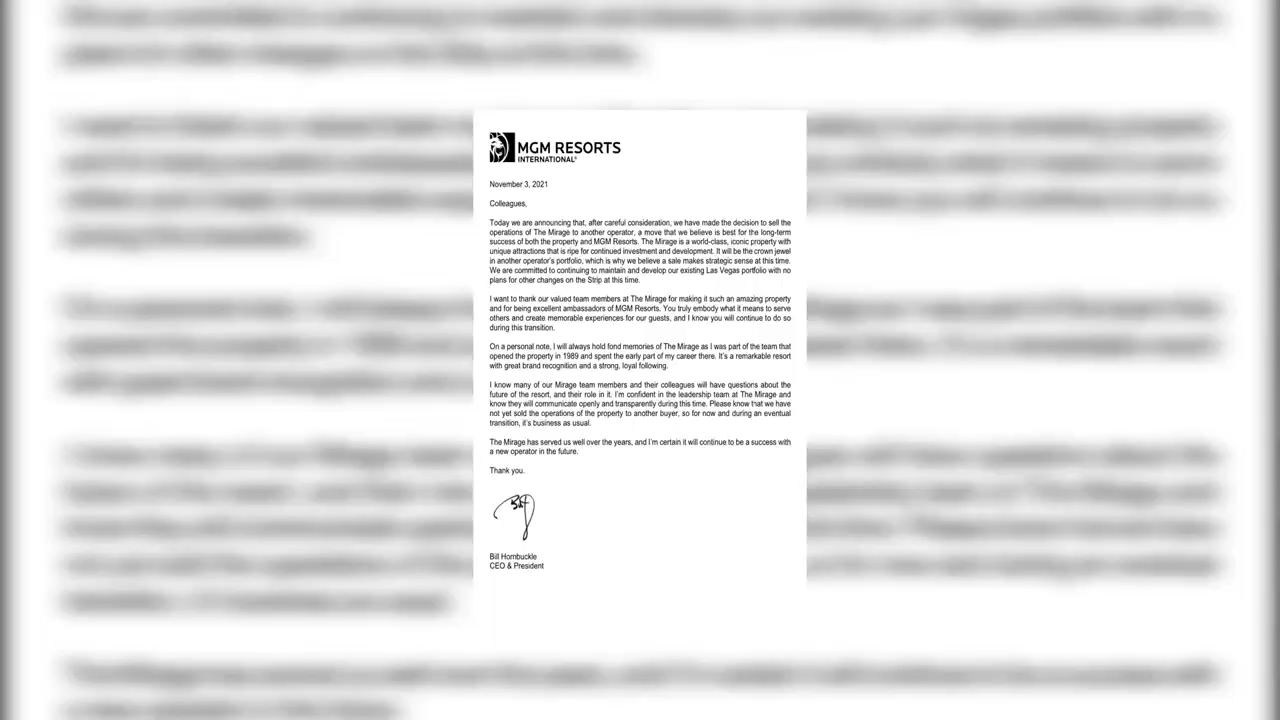 MGM RESORTS
INTERNATIONAL®
November 3, 2021
Colleagues,
Today we are announcing that, after careful consideration, we have made the decision to sell the
operations of The Mirage to another operator, a move that we believe is best for the long-term
success of both the property and MGM Resorts. The Mirage is a world-class, iconic property with
unique attractions that is ripe for continued investment and development. It will be the crown jewel
in another operator's portfolio, which is why we believe a sale makes strategic sense at this time.
We are committed to continuing to maintain and develop our existing Las Vegas portfolio with no
plans for other changes on the Strip at this time.
I want to thank our valued team members at The Mirage for making it such an amazing property
and for being excellent ambassadors of MGM Resorts. You truly embody what it means to serve
others and create memorable experiences for our guests, and I know you will continue to do so
during this transition.
On a personal note, I will always hold fond memories of The Mirage as I was part of the team that
opened the property in 1989 and spent the early part of my career there. It's a remarkable resort
with great brand recognition and a strong, loyal following.
I know many of our Mirage team members and their colleagues will have questions about the
future of the resort, and their role in it. I'm confident in the leadership team at The Mirage and
know they will communicate openly and transparently during this time. Please know that we have
not yet sold the operations of the property to another buyer, so for now and during an eventual
transition, it's business as usual.
The Mirage has served us well over the years, and I'm certain it will continue to be a success with
a new operator in the future.
Thank you.
Bill
Bill Hornbuckle
CEO & President